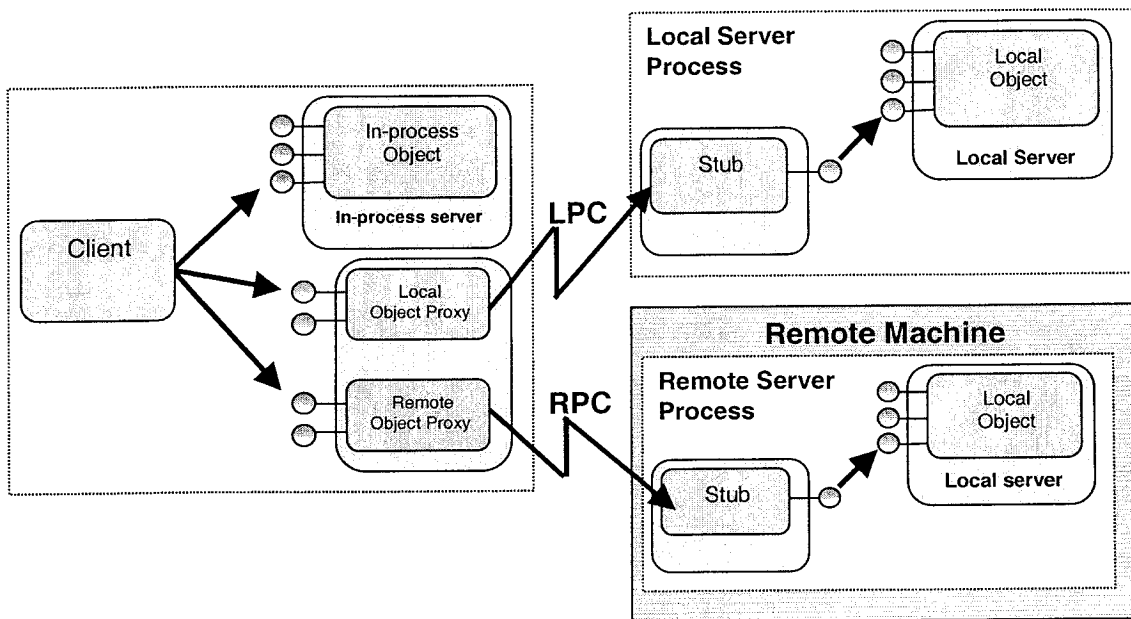 Client
In-process
Object
In-process server
Local
Object Proxy
Remote
Object Proxy
LPC
RPC
Local Server
Process
Stub
Local
Object
Local Server
Remote Machine
Remote Server
Process
Stub
Local
Object
Local server